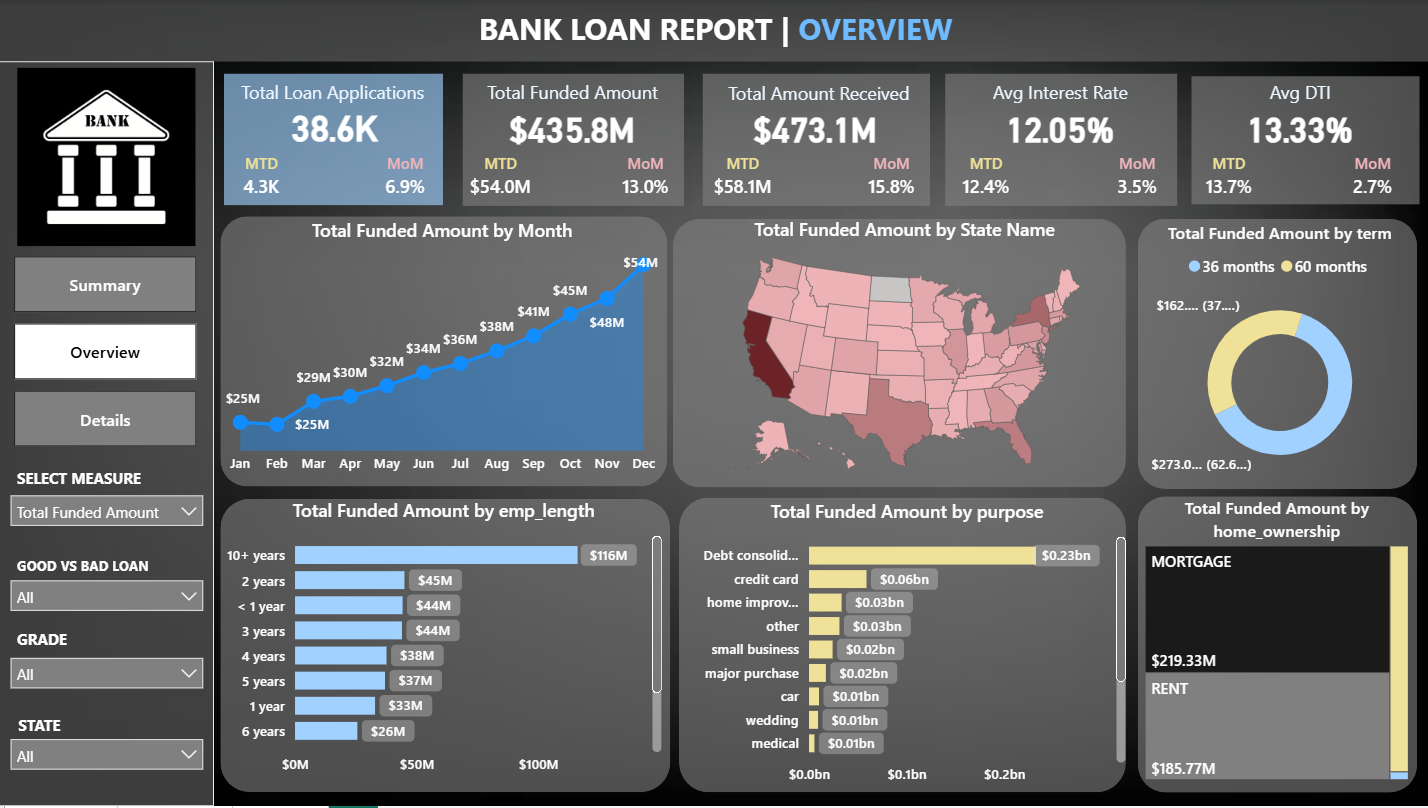 BANK LOAN REPORT | OVERVIEW
BANK
Summary
Overview
Details
SELECT MEASURE
Total Funded Amount
GOOD VS BAD LOAN
All
GRADE
All
STATE
All
Total Loan Applications
38.6K
MTD MoM
4.3K 6.9%
Total Funded Amount
$435.8M
MTD MoM
$54.0M 13.0%
Total Amount Received
$473.1M
MTD MoM
$58.1M 15.8%
Avg Interest Rate
12.05%
MTD MoM
12.4% 3.5%
Avg DTI
13.33%
MTD MoM
13.7% 2.7%
Total Funded Amount by Month
$25M
$25M
$29M
$30M
$32M
$34M
$36M
$38M
$41M
$45M
$48M
$54M
Jan Feb Mar Apr May Jun Jul Aug Sep Oct Nov Dec
Total Funded Amount by State Name
Total Funded Amount by term
36 months 60 months
$162.... (37....)
$273.0... (62.6...)
Total Funded Amount by emp_length
10+ years $116M
2 years $45M
< 1 year $44M
3 years $44M
4 years $38M
5 years $37M
1 year $33M
6 years $26M
$0M $50M $100M
Total Funded Amount by purpose
Debt consolid... $0.23bn
credit card $0.06bn
home improv... $0.03bn
other $0.03bn
small business $0.02bn
major purchase $0.02bn
car $0.01bn
wedding $0.01bn
medical $0.01bn
$0.0bn $0.1bn $0.2bn
Total Funded Amount by
home_ownership
MORTGAGE
$219.33M
RENT
$185.77M